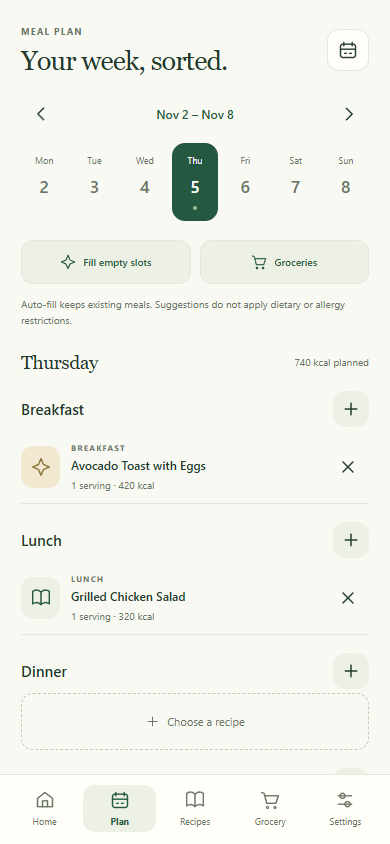 MEAL PLAN
Your week, sorted.
Nov 2 – Nov 8
Mon Tue Wed Thu Fri Sat Sun
2 3 4 5 6 7 8
Fill empty slots Groceries
Auto-fill keeps existing meals. Suggestions do not apply dietary or allergy
restrictions.
Thursday 740 kcal planned
Breakfast
BREAKFAST
Avocado Toast with Eggs
1 serving · 420 kcal
Lunch
LUNCH
Grilled Chicken Salad
1 serving · 320 kcal
Dinner
Choose a recipe
Home Plan Recipes Grocery Settings